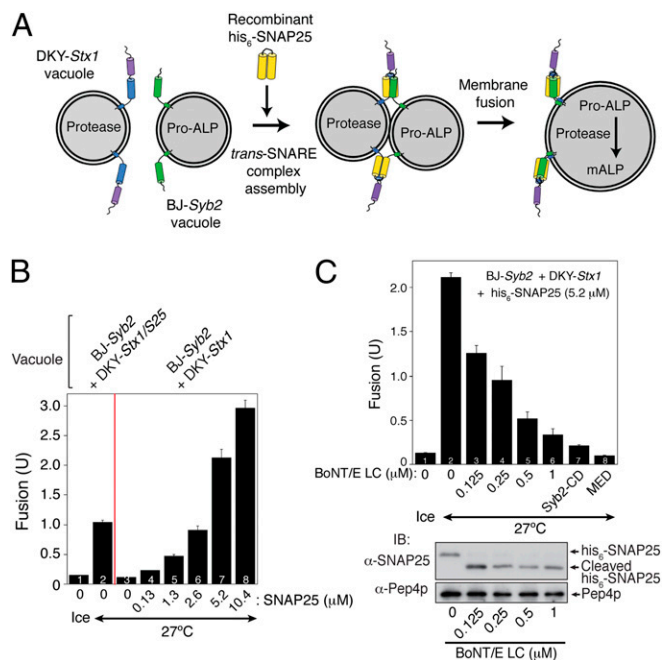 A
DKY-Stx1
vacuole
Recombinant
his6-SNAP25
Protease
Pro-ALP
trans-SNARE
complex
assembly
BJ-Syb2
vacuole
Protease
Pro-ALP
Membrane
fusion
Pro-ALP
Protease
mALP
B
Vacuole
BJ-Syb2
+ DKY-Stx1/S25
BJ-Syb2
+ DKY-Stx1
Fusion (U)
3.0
2.5
2.0
1.5
1.0
0.5
0
1 2 3 4 5 6 7 8
0 0 0 0.13 1.3 2.6 5.2 10.4 : SNAP25 (μM)
Ice
27ºC
C
BJ-Syb2 + DKY-Stx1
+ his6-SNAP25 (5.2 μM)
Fusion (U)
2.0
1.5
1.0
0.5
0
1 2 3 4 5 6 7 8
BoNT/E LC (μM): 0 0 0.125 0.25 0.5 1 Syb2-CD MED
Ice
27ºC
IB:
α-SNAP25
his6-SNAP25
Cleaved
his6-SNAP25
α-Pep4p
Pep4p
0 0.125 0.25 0.5 1
BoNT/E LC (μM)